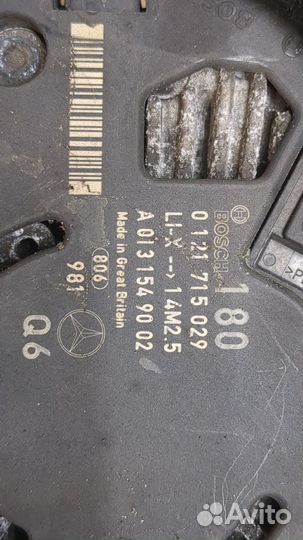 BOSCH 180
0 121 715 029
LI-X --> 14M2.5
A 013 154 90 02
Made in Great Britain
806
981
Q6
>P
Avito